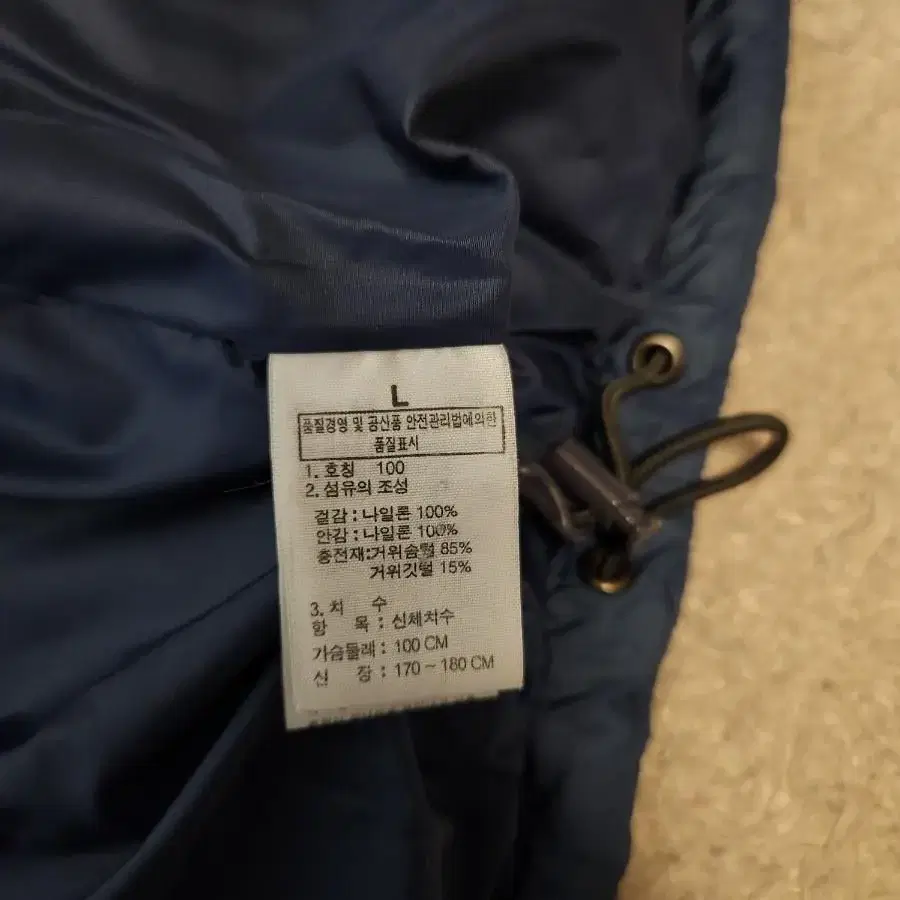 L
품질경영 및 공산품 안전관리법에의한
품질표시
1. 호칭 100
2. 섬유의 조성
겉감 : 나일론 100%
안감 : 나일론 100%
충전재:거위솜털 85%
거위깃털 15%
3. 치 수
항 목 : 신체치수
가슴둘레 : 100 CM
신 장 : 170 ~ 180 CM